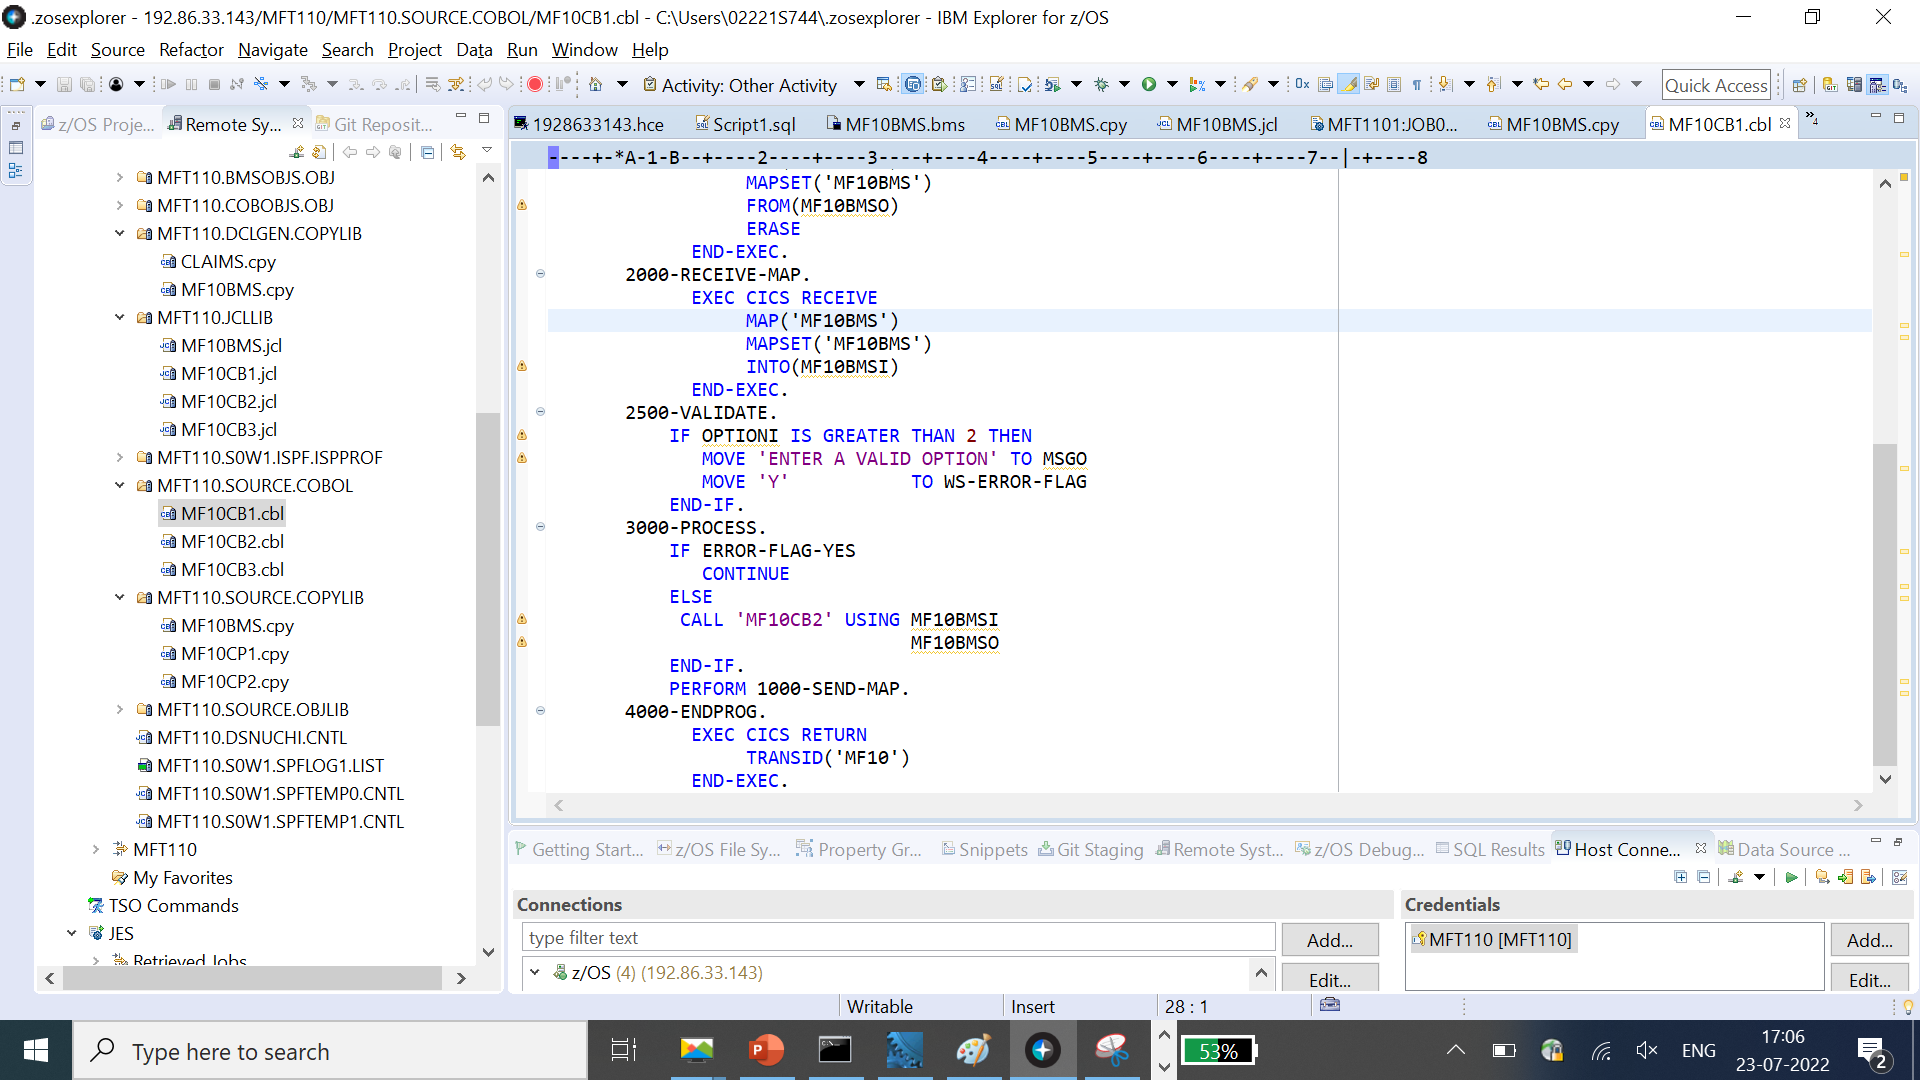 .zosexplorer - 192.86.33.143/MFT110/MFT110.SOURCE.COBOL/MF10CB1.cbl - C:\Users\02221S744\.zosexplorer - IBM Explorer for z/OS
File Edit Source Refactor Navigate Search Project Data Run Window Help
Activity: Other Activity
Quick Access
z/OS Proje...
Remote Sy...
Git Reposit...
MFT110.BMSOBJS.OBJ
MFT110.COBOBJS.OBJ
MFT110.DCLGEN.COPYLIB
CLAIMS.cpy
MF10BMS.cpy
MFT110.JCLLIB
MF10BMS.jcl
MF10CB1.jcl
MF10CB2.jcl
MF10CB3.jcl
MFT110.S0W1.ISPF.ISPPROF
MFT110.SOURCE.COBOL
MF10CB1.cbl
MF10CB2.cbl
MF10CB3.cbl
MFT110.SOURCE.COPYLIB
MF10BMS.cpy
MF10CP1.cpy
MF10CP2.cpy
MFT110.SOURCE.OBJLIB
MFT110.DSNUCHI.CNTL
MFT110.S0W1.SPFLOG1.LIST
MFT110.S0W1.SPFTEMP0.CNTL
MFT110.S0W1.SPFTEMP1.CNTL
MFT110
My Favorites
TSO Commands
JES
Retrieved Jobs
1928633143.hce
Script1.sql
MF10BMS.bms
MF10BMS.cpy
MF10BMS.jcl
MFT1101:JOB0...
MF10BMS.cpy
MF10CB1.cbl
»4
----+-*A-1-B--+----2----+----3----+----4----+----5----+----6----+----7--|-+----8
MAPSET('MF10BMS')
FROM(MF10BMSO)
ERASE
END-EXEC.
2000-RECEIVE-MAP.
EXEC CICS RECEIVE
MAP('MF10BMS')
MAPSET('MF10BMS')
INTO(MF10BMSI)
END-EXEC.
2500-VALIDATE.
IF OPTIONI IS GREATER THAN 2 THEN
MOVE 'ENTER A VALID OPTION' TO MSGO
MOVE 'Y' TO WS-ERROR-FLAG
END-IF.
3000-PROCESS.
IF ERROR-FLAG-YES
CONTINUE
ELSE
CALL 'MF10CB2' USING MF10BMSI
MF10BMSO
END-IF.
PERFORM 1000-SEND-MAP.
4000-ENDPROG.
EXEC CICS RETURN
TRANSID('MF10')
END-EXEC.
Getting Start...
z/OS File Sy...
Property Gr...
Snippets
Git Staging
Remote Syst...
z/OS Debug...
SQL Results
Host Conne...
Data Source ...
Connections
type filter text
Add...
z/OS (4) (192.86.33.143)
Edit...
Credentials
MFT110 [MFT110]
Add...
Edit...
Writable
Insert
28 : 1
Type here to search
53%
ENG
17:06
23-07-2022
2